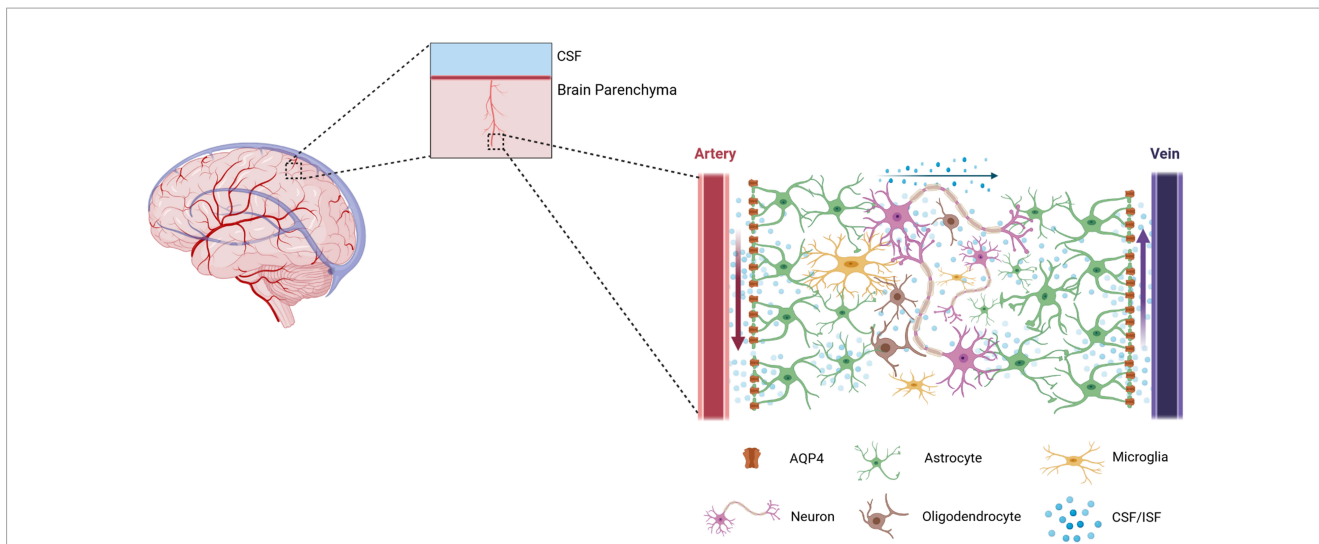 CSF
Brain Parenchyma
Artery
Vein
AQP4
Astrocyte
Microglia
Neuron
Oligodendrocyte
CSF/ISF